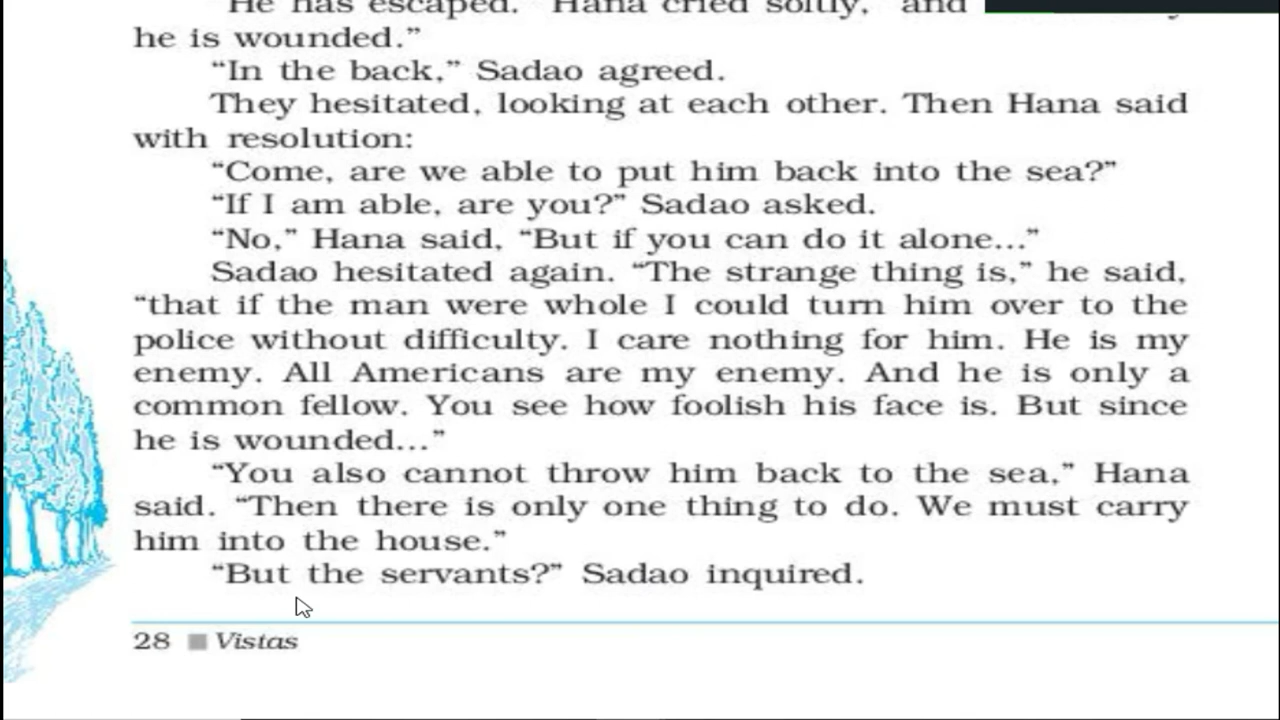 "He has escaped." Hana cried softly, "and
he is wounded."
"In the back," Sadao agreed.
They hesitated, looking at each other. Then Hana said
with resolution:
"Come, are we able to put him back into the sea?"
"If I am able, are you?" Sadao asked.
"No," Hana said, "But if you can do it alone..."
Sadao hesitated again. "The strange thing is," he said,
"that if the man were whole I could turn him over to the
police without difficulty. I care nothing for him. He is my
enemy. All Americans are my enemy. And he is only a
common fellow. You see how foolish his face is. But since
he is wounded..."
"You also cannot throw him back to the sea," Hana
said. "Then there is only one thing to do. We must carry
him into the house."
"But the servants?" Sadao inquired.
28 ■ Vistas